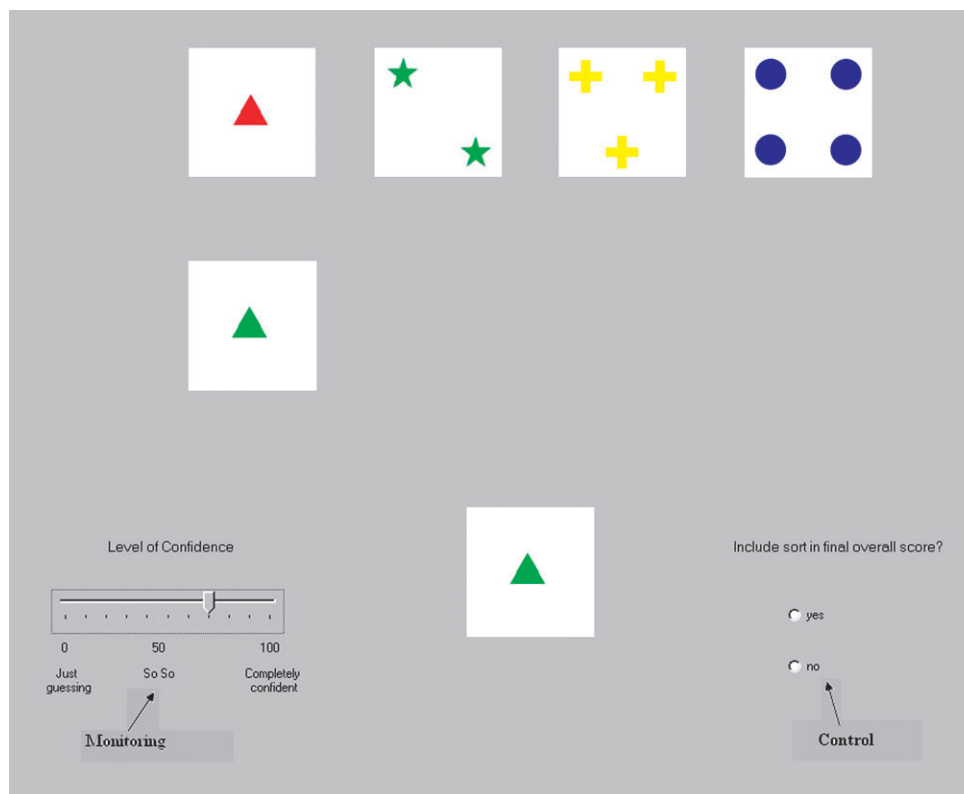 Level of Confidence
Include sort in final overall score?
yes
0 50 100
no
Just guessing So So Completely confident
Monitoring
Control